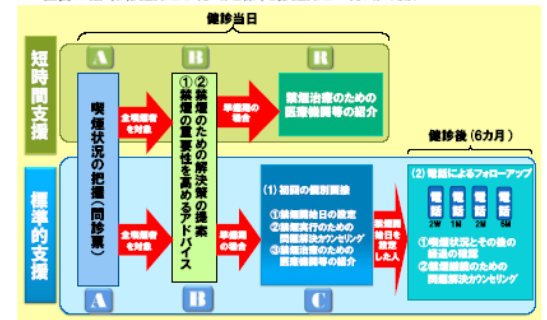 健診当日
短時間支援
A
B
R
喫煙状況の把握(問診票)
全喫煙者
を対象
①禁煙の重要性を高めるアドバイス
②禁煙のための解決策の提案
準備期の
場合
禁煙治療のための
医療機関等の紹介
健診後(6カ月)
標準的支援
全喫煙者
を対象
準備期
の場合
(1)初回の個別面接
①禁煙開始日の設定
②禁煙実行のための
問題解決カウンセリング
③禁煙治療のための
医療機関等の紹介
禁煙開
始日を
設定し
た人
(2)電話によるフォローアップ
電話
電話
電話
電話
2W
1M
2M
6M
①喫煙状況とその後の
経過の確認
②禁煙継続のための
問題解決カウンセリング
A
B
C